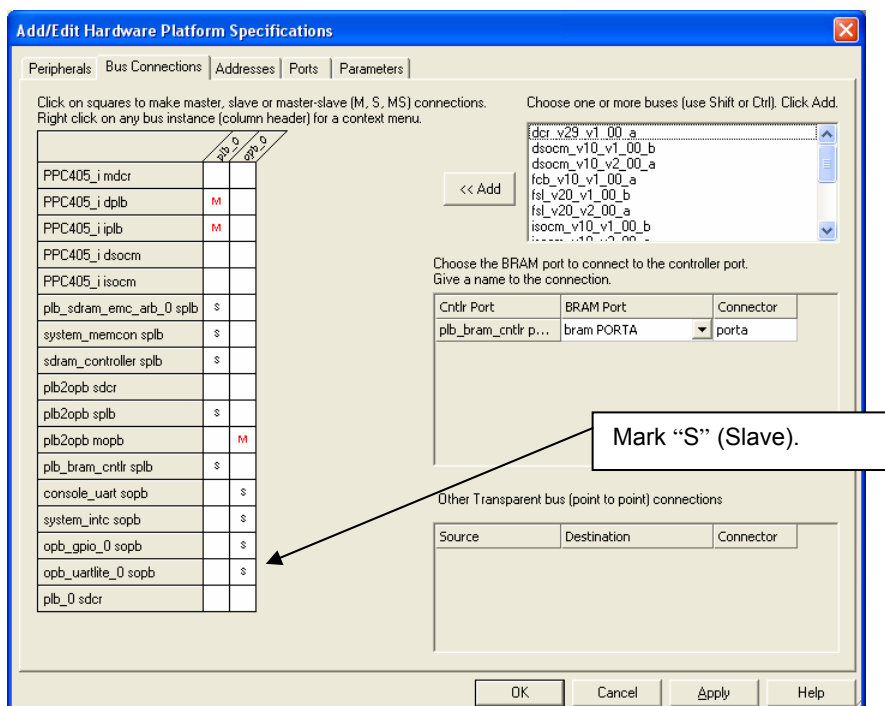 Add/Edit Hardware Platform Specifications
Peripherals Bus Connections Addresses Ports Parameters
Click on squares to make master, slave or master-slave (M, S, MS) connections.
Right click on any bus instance (column header) for a context menu.
plb_0 opb_0
PPC405_i mdcr
PPC405_i dplb M
PPC405_i iplb M
PPC405_i dsocm
PPC405_i isocm
plb_sdram_emc_arb_0 splb S
system_memcon splb S
sdram_controller splb S
plb2opb sdcr
plb2opb splb S
plb2opb mopb M
plb_bram_cntlr splb S
console_uart sopb S
system_intc sopb S
opb_gpio_0 sopb S
opb_uartlite_0 sopb S
plb_0 sdcr
Choose one or more buses (use Shift or Ctrl). Click Add.
<< Add
dcr_v29_v1_00_a
dsocm_v10_v1_00_b
dsocm_v10_v2_00_a
fcb_v10_v1_00_a
fsl_v20_v1_00_b
fsl_v20_v2_00_a
isocm_v10_v1_00_b
Choose the BRAM port to connect to the controller port.
Give a name to the connection.
Cntlr Port BRAM Port Connector
plb_bram_cntlr p... bram PORTA porta
Mark “S” (Slave).
Other Transparent bus (point to point) connections
Source Destination Connector
OK Cancel Apply Help